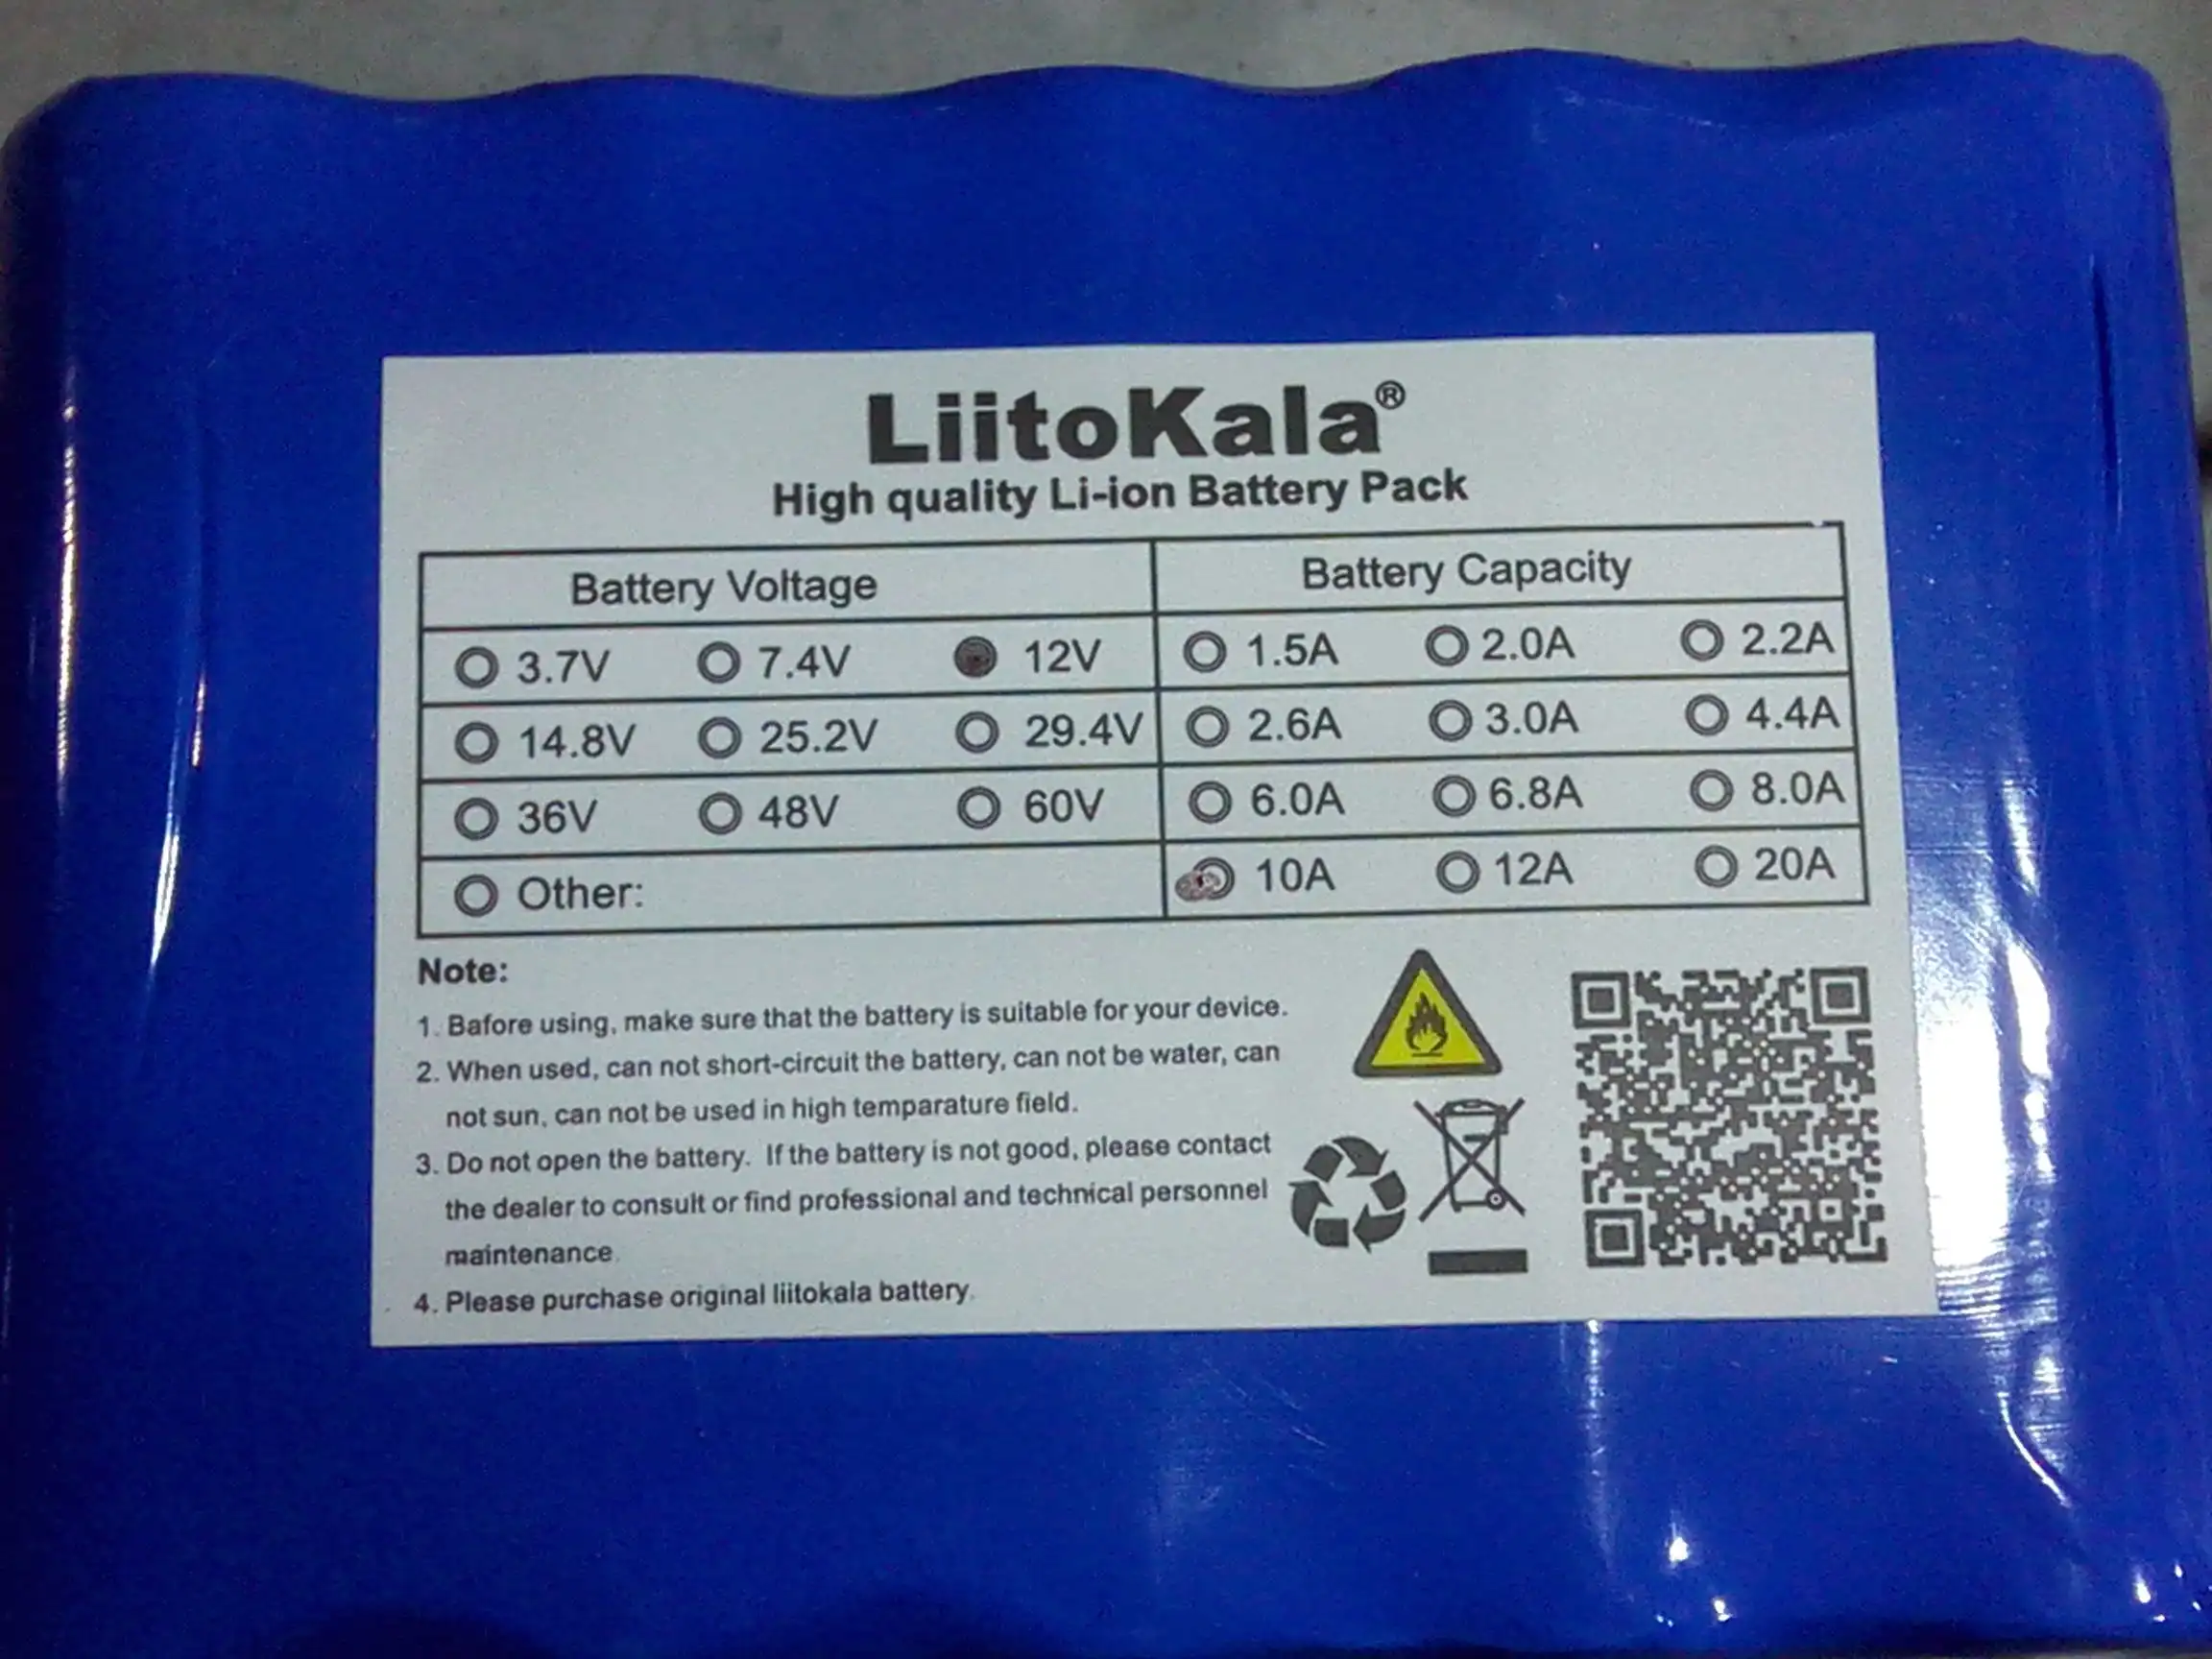 LiitoKala®
High quality Li-ion Battery Pack
Battery Voltage Battery Capacity
3.7V 7.4V 12V 1.5A 2.0A 2.2A
14.8V 25.2V 29.4V 2.6A 3.0A 4.4A
36V 48V 60V 6.0A 6.8A 8.0A
Other: 10A 12A 20A
Note:
1. Bafore using, make sure that the battery is suitable for your device.
2. When used, can not short-circuit the battery, can not be water, can
not sun, can not be used in high temparature field.
3. Do not open the battery. If the battery is not good, please contact
the dealer to consult or find professional and technical personnel
maintenance.
4. Please purchase original liitokala battery.